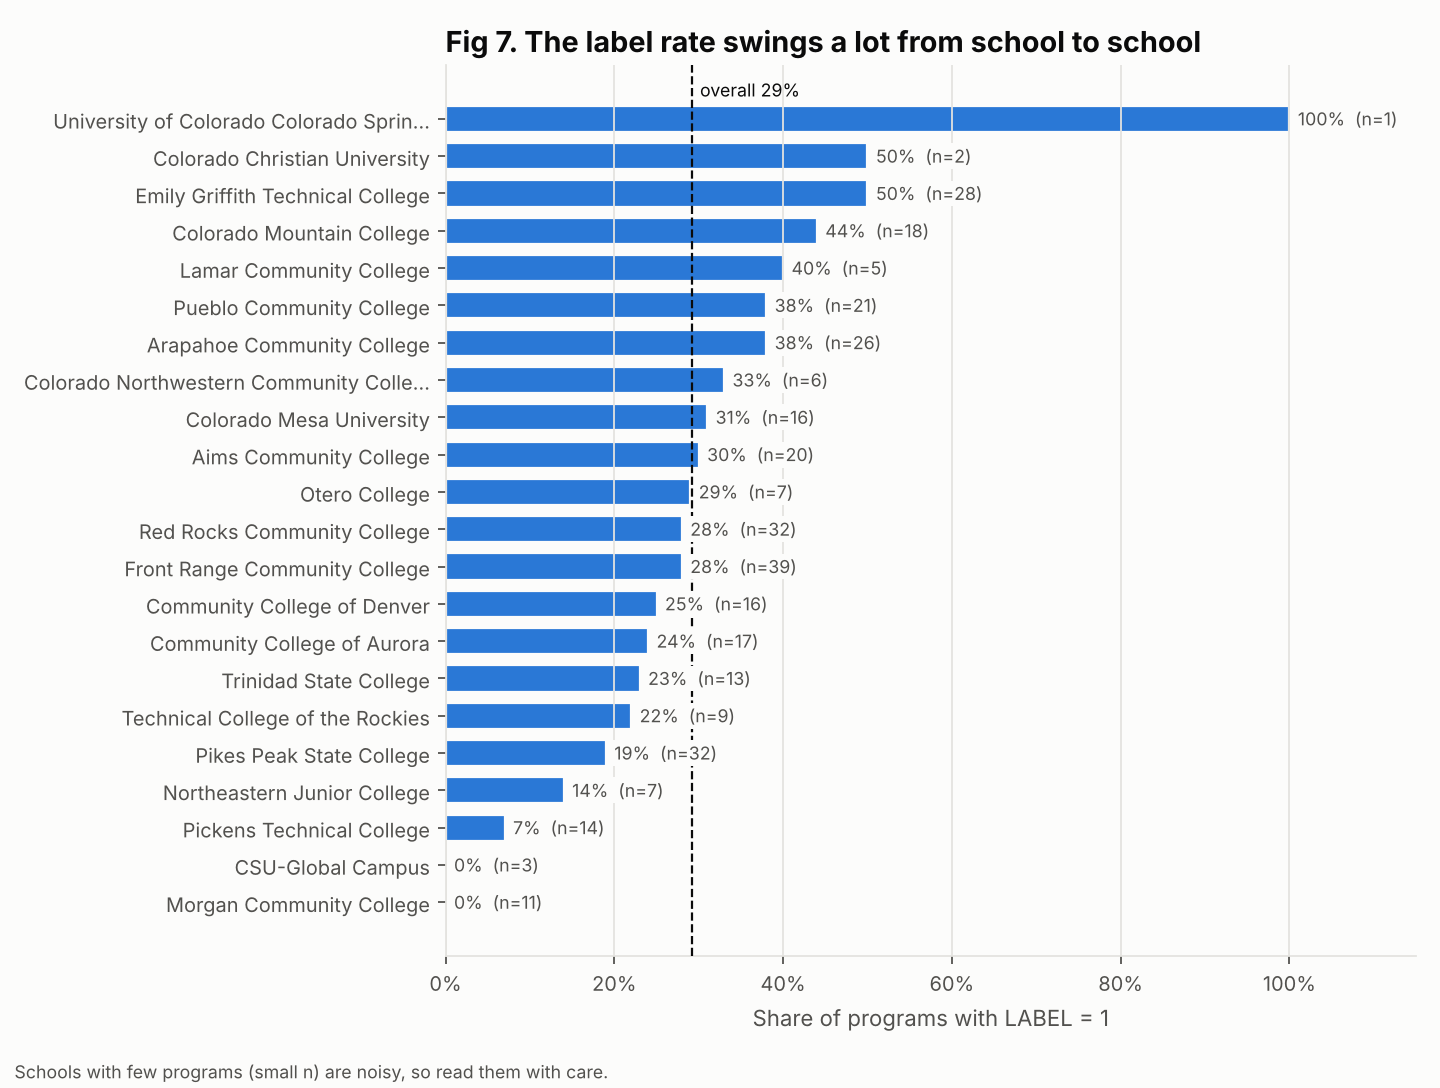 Fig 7. The label rate swings a lot from school to school
overall 29%
University of Colorado Colorado Sprin... 100% (n=1)
Colorado Christian University 50% (n=2)
Emily Griffith Technical College 50% (n=28)
Colorado Mountain College 44% (n=18)
Lamar Community College 40% (n=5)
Pueblo Community College 38% (n=21)
Arapahoe Community College 38% (n=26)
Colorado Northwestern Community Colle... 33% (n=6)
Colorado Mesa University 31% (n=16)
Aims Community College 30% (n=20)
Otero College 29% (n=7)
Red Rocks Community College 28% (n=32)
Front Range Community College 28% (n=39)
Community College of Denver 25% (n=16)
Community College of Aurora 24% (n=17)
Trinidad State College 23% (n=13)
Technical College of the Rockies 22% (n=9)
Pikes Peak State College 19% (n=32)
Northeastern Junior College 14% (n=7)
Pickens Technical College 7% (n=14)
CSU-Global Campus 0% (n=3)
Morgan Community College 0% (n=11)
0% 20% 40% 60% 80% 100%
Share of programs with LABEL = 1
Schools with few programs (small n) are noisy, so read them with care.